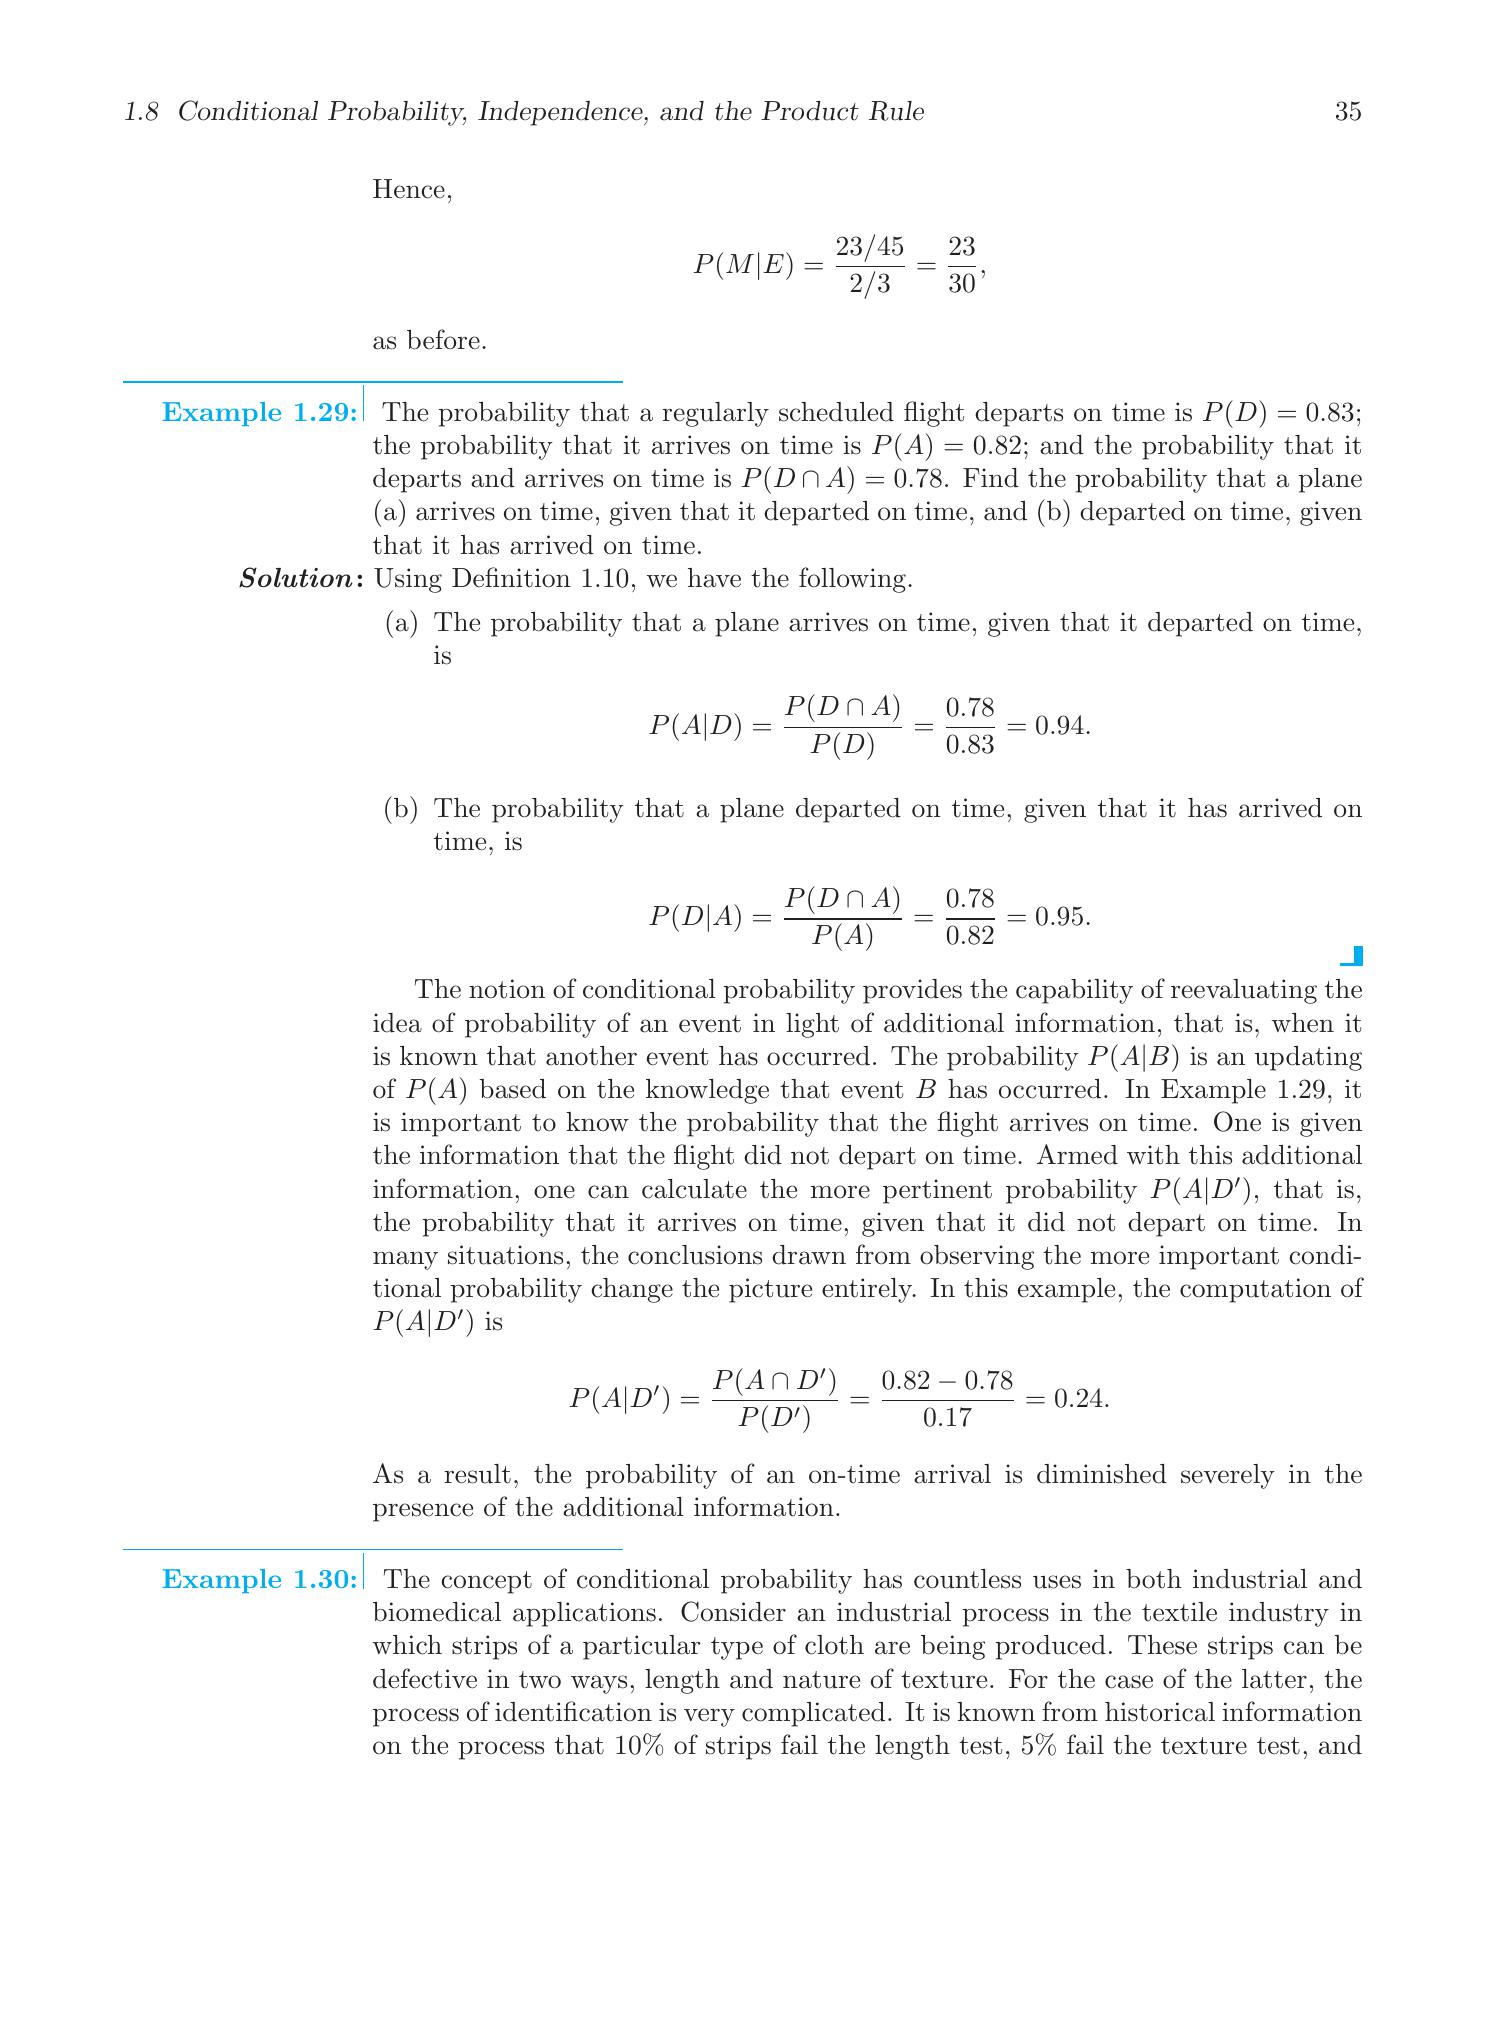 1.8 Conditional Probability, Independence, and the Product Rule 35
Hence,
P(M|E) = (23/45)/(2/3) = 23/30,
as before.
Example 1.29: The probability that a regularly scheduled flight departs on time is P(D) = 0.83;
the probability that it arrives on time is P(A) = 0.82; and the probability that it
departs and arrives on time is P(D ∩ A) = 0.78. Find the probability that a plane
(a) arrives on time, given that it departed on time, and (b) departed on time, given
that it has arrived on time.
Solution: Using Definition 1.10, we have the following.
(a) The probability that a plane arrives on time, given that it departed on time,
is
P(A|D) = P(D ∩ A)/P(D) = 0.78/0.83 = 0.94.
(b) The probability that a plane departed on time, given that it has arrived on
time, is
P(D|A) = P(D ∩ A)/P(A) = 0.78/0.82 = 0.95.
The notion of conditional probability provides the capability of reevaluating the
idea of probability of an event in light of additional information, that is, when it
is known that another event has occurred. The probability P(A|B) is an updating
of P(A) based on the knowledge that event B has occurred. In Example 1.29, it
is important to know the probability that the flight arrives on time. One is given
the information that the flight did not depart on time. Armed with this additional
information, one can calculate the more pertinent probability P(A|D′), that is,
the probability that it arrives on time, given that it did not depart on time. In
many situations, the conclusions drawn from observing the more important condi-
tional probability change the picture entirely. In this example, the computation of
P(A|D′) is
P(A|D′) = P(A ∩ D′)/P(D′) = (0.82 − 0.78)/0.17 = 0.24.
As a result, the probability of an on-time arrival is diminished severely in the
presence of the additional information.
Example 1.30: The concept of conditional probability has countless uses in both industrial and
biomedical applications. Consider an industrial process in the textile industry in
which strips of a particular type of cloth are being produced. These strips can be
defective in two ways, length and nature of texture. For the case of the latter, the
process of identification is very complicated. It is known from historical information
on the process that 10% of strips fail the length test, 5% fail the texture test, and